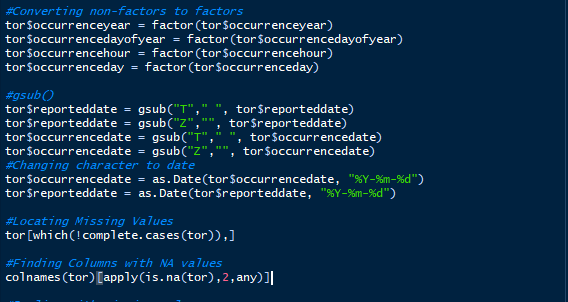 #Converting non-factors to factors
tor$occurrenceyear = factor(tor$occurrenceyear)
tor$occurrencedayofyear = factor(tor$occurrencedayofyear)
tor$occurrencehour = factor(tor$occurrencehour)
tor$occurrenceday = factor(tor$occurrenceday)
#gsub()
tor$reporteddate = gsub("T"," ", tor$reporteddate)
tor$reporteddate = gsub("Z","", tor$reporteddate)
tor$occurrencedate = gsub("T"," ", tor$occurrencedate)
tor$occurrencedate = gsub("Z","", tor$occurrencedate)
#Changing character to date
tor$occurrencedate = as.Date(tor$occurrencedate, "%Y-%m-%d")
tor$reporteddate = as.Date(tor$reporteddate, "%Y-%m-%d")
#Locating Missing Values
tor[which(!complete.cases(tor)),]
#Finding Columns with NA values
colnames(tor)[apply(is.na(tor),2,any)]